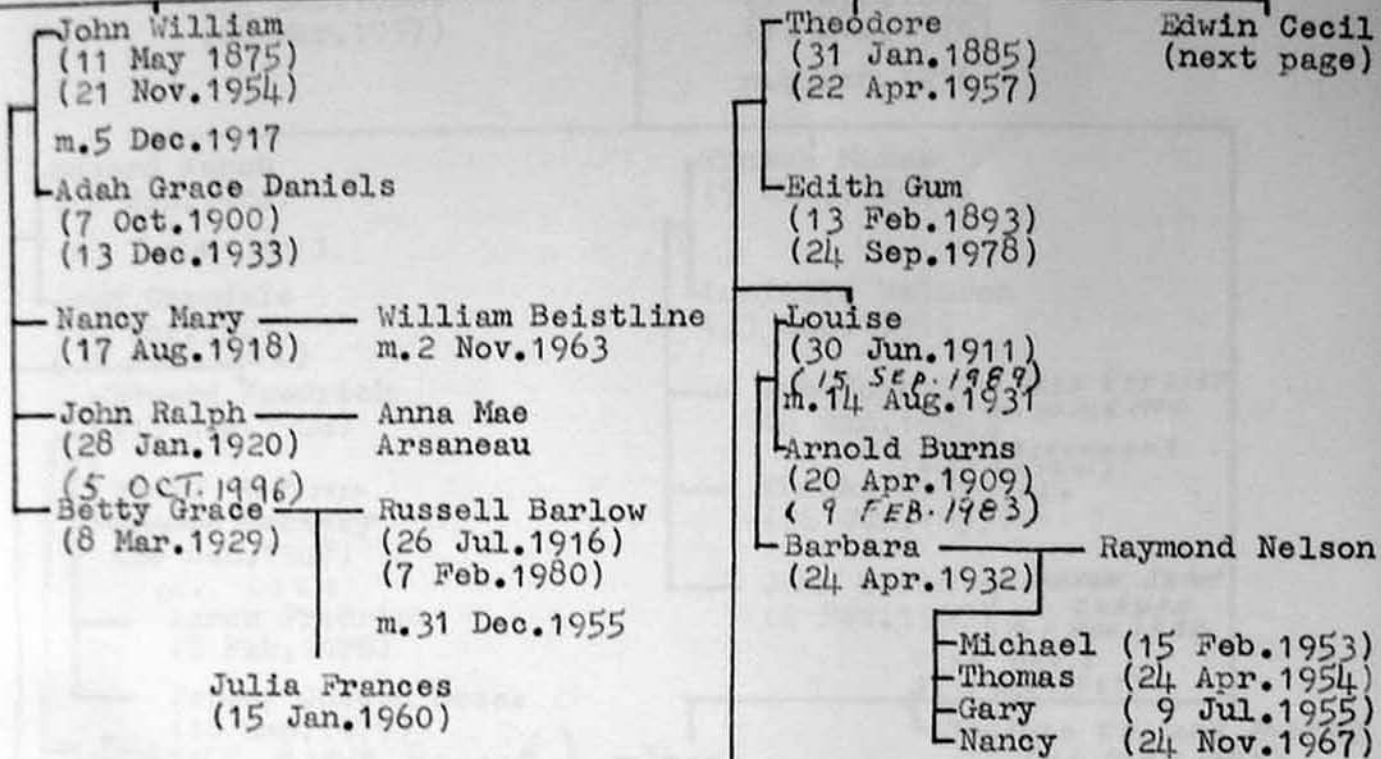 John William
(11 May 1875)
(21 Nov.1954)
m.5 Dec.1917
Adah Grace Daniels
(7 Oct.1900)
(13 Dec.1933)
Nancy Mary
(17 Aug.1918)
William Beistline
m.2 Nov.1963
John Ralph
(28 Jan.1920)
(5 OCT. 1996)
Anna Mae
Arsaneau
Betty Grace
(8 Mar.1929)
Russell Barlow
(26 Jul.1916)
(7 Feb.1980)
m.31 Dec.1955
Julia Frances
(15 Jan.1960)
Theodore
(31 Jan.1885)
(22 Apr.1957)
Edwin Cecil
(next page)
Edith Gum
(13 Feb.1893)
(24 Sep.1978)
Louise
(30 Jun.1911)
(15 SEP.1989)
m.14 Aug.1931
Arnold Burns
(20 Apr.1909)
(9 FEB.1983)
Barbara
(24 Apr.1932)
Raymond Nelson
Michael (15 Feb.1953)
Thomas (24 Apr.1954)
Gary ( 9 Jul.1955)
Nancy (24 Nov.1967)